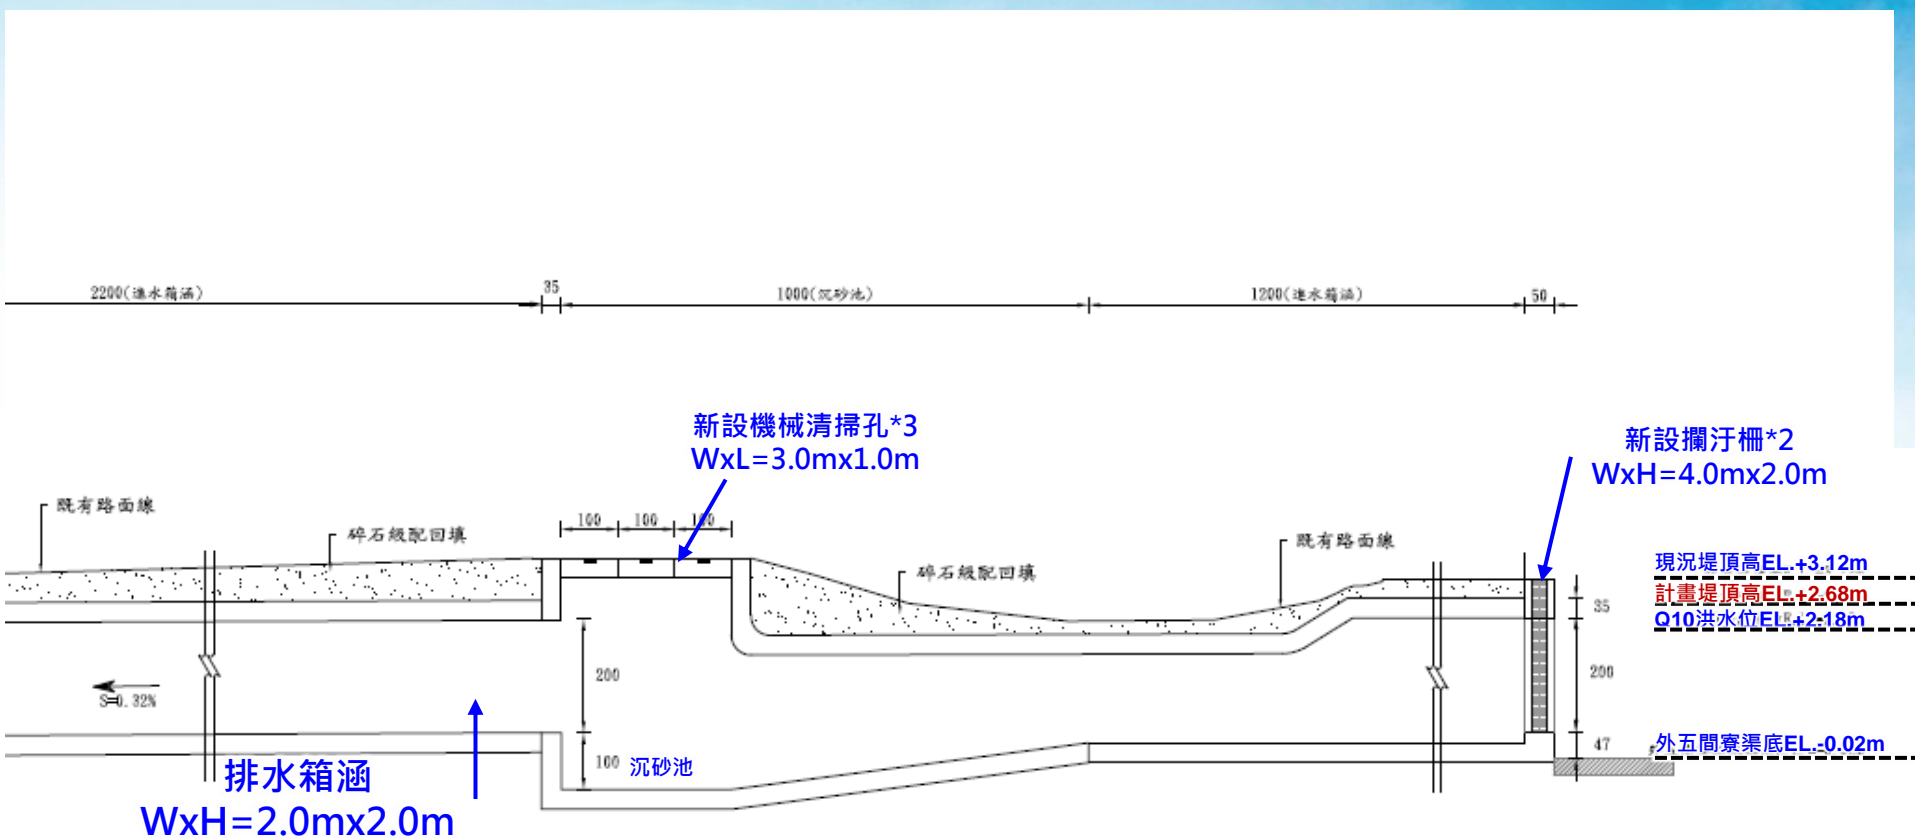 2200(進水箱涵)
35
1000(沉砂池)
1200(進水箱涵)
50
新設機械清掃孔*3
WxL=3.0mx1.0m
新設攔汙柵*2
WxH=4.0mx2.0m
既有路面線
碎石級配回填
100
100
100
碎石級配回填
既有路面線
現況堤頂高EL.+3.12m
計畫堤頂高EL.+2.68m
Q10洪水位EL.+2.18m
35
200
200
S=0.32%
47
外五間寮渠底EL.-0.02m
100
沉砂池
排水箱涵
WxH=2.0mx2.0m